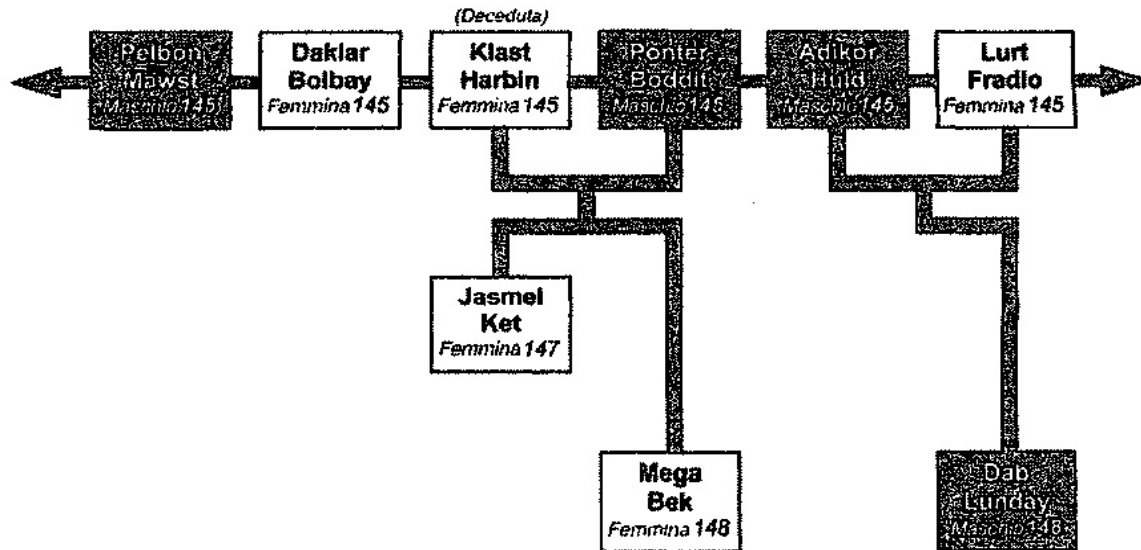 (Deceduta)
Pelbon
Mawst
Maschio 145
Daklar
Bolbay
Femmina 145
Klast
Harbin
Femmina 145
Ponter
Boddit
Maschio 145
Adikor
Huld
Maschio 145
Lurt
Fradlo
Femmina 145
Jasmel
Ket
Femmina 147
Mega
Bek
Femmina 148
Dab
Lunday
Maschio 148